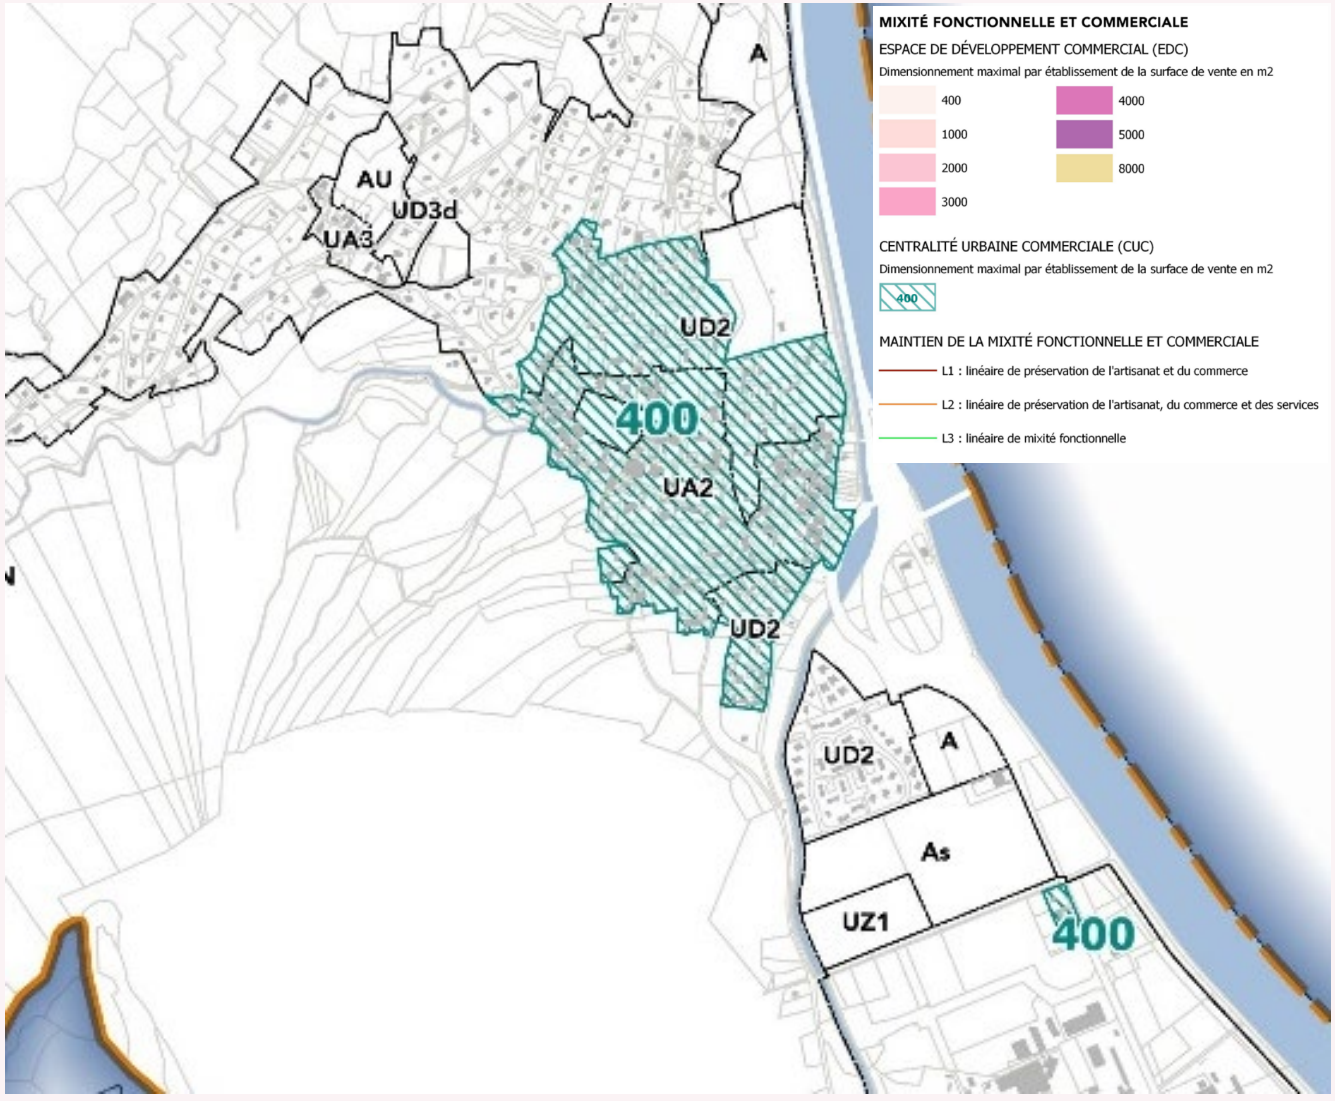 MIXITÉ FONCTIONNELLE ET COMMERCIALE
ESPACE DE DÉVELOPPEMENT COMMERCIAL (EDC)
Dimensionnement maximal par établissement de la surface de vente en m2
400
4000
1000
5000
2000
8000
3000
CENTRALITÉ URBAINE COMMERCIALE (CUC)
Dimensionnement maximal par établissement de la surface de vente en m2
400
MAINTIEN DE LA MIXITÉ FONCTIONNELLE ET COMMERCIALE
L1 : linéaire de préservation de l'artisanat et du commerce
L2 : linéaire de préservation de l'artisanat, du commerce et des services
L3 : linéaire de mixité fonctionnelle
A
AU
UD3d
UA3
UD2
400
UA2
N
UD2
UD2
A
As
UZ1
400